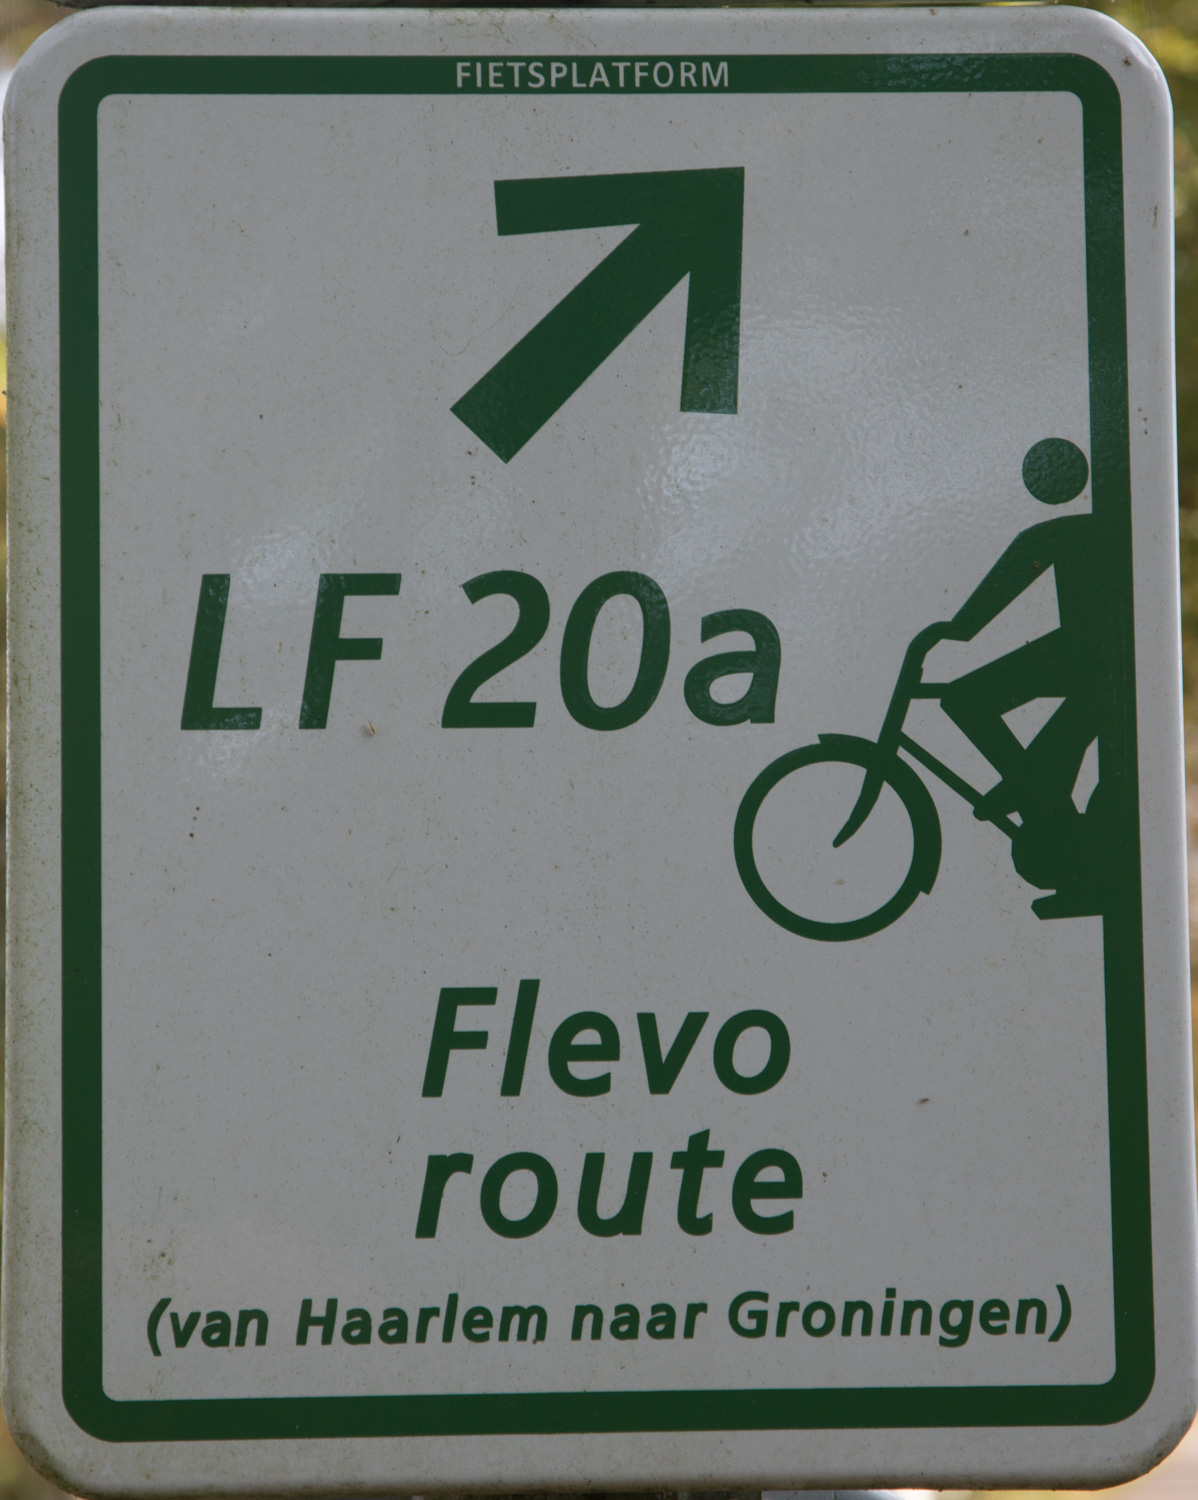 FIETSPLATFORM
LF 20a
Flevo
route
(van Haarlem naar Groningen)